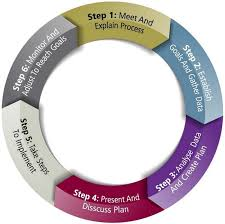 Step 1: Meet And
Explain Process
Step 2: Establish
Goals And Gather Data
Step 3: Analyse Data
And Create Plan
Step 4: Present And
Disscuss Plan
Step 5: Take Steps
To Implement
Step 6: Monitor And
Adjust To Reach Goals